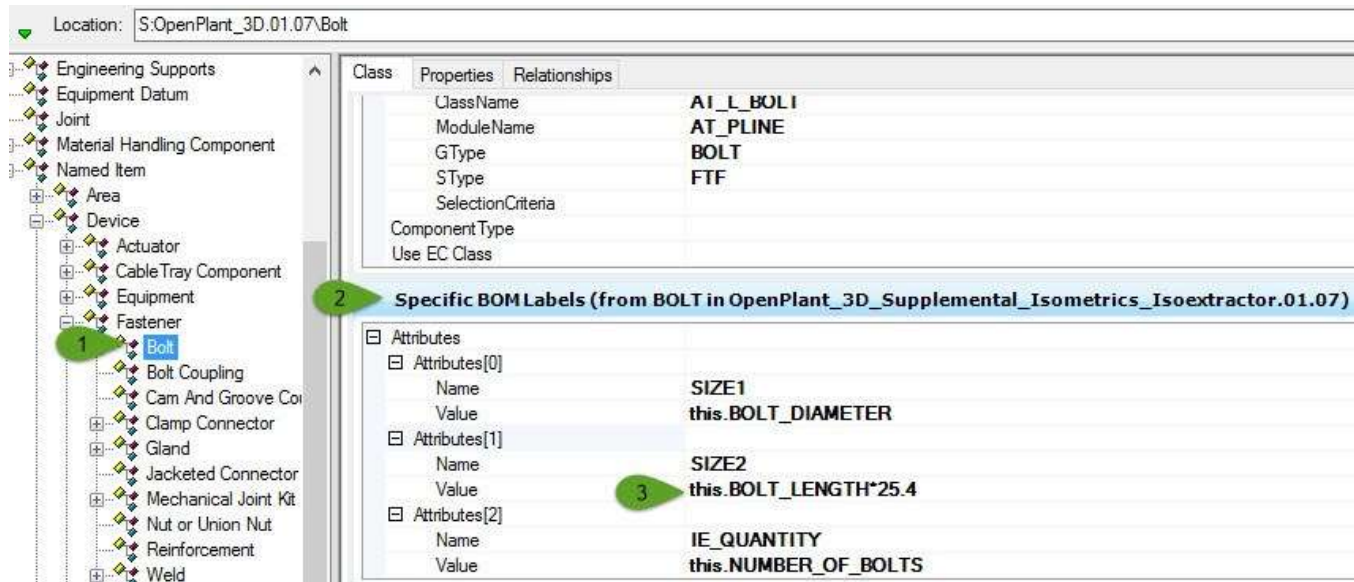 Location: S:OpenPlant_3D.01.07\Bolt
Engineering Supports
Equipment Datum
Joint
Material Handling Component
Named Item
Area
Device
Actuator
CableTray Component
Equipment
Fastener
1 Bolt
Bolt Coupling
Cam And Groove Cou
Clamp Connector
Gland
Jacketed Connector
Mechanical Joint Kit
Nut or Union Nut
Reinforcement
Weld
Class Properties Relationships
ClassName AT_L_BOLT
ModuleName AT_PLINE
GType BOLT
SType FTF
SelectionCriteria
ComponentType
Use EC Class
2 Specific BOM Labels (from BOLT in OpenPlant_3D_Supplemental_Isometrics_Isoextractor.01.07)
Attributes
Attributes[0]
Name SIZE1
Value this.BOLT_DIAMETER
Attributes[1]
Name SIZE2
Value 3 this.BOLT_LENGTH*25.4
Attributes[2]
Name IE_QUANTITY
Value this.NUMBER_OF_BOLTS